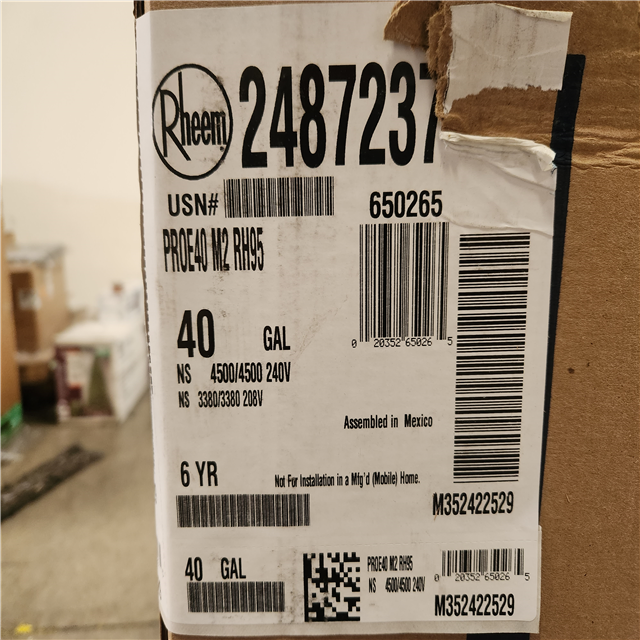 Rheem
2487237
USN#
650265
PROE40 M2 RH95
0 20352 65026 5
40 GAL
NS 4500/4500 240V
NS 3380/3380 208V
Assembled in Mexico
6 YR
Not For Installation in a Mfg'd (Mobile) Home.
M352422529
40 GAL
PROE40 M2 RH95
NS 4500/4500 240V
0 20352 65026 5
M352422529